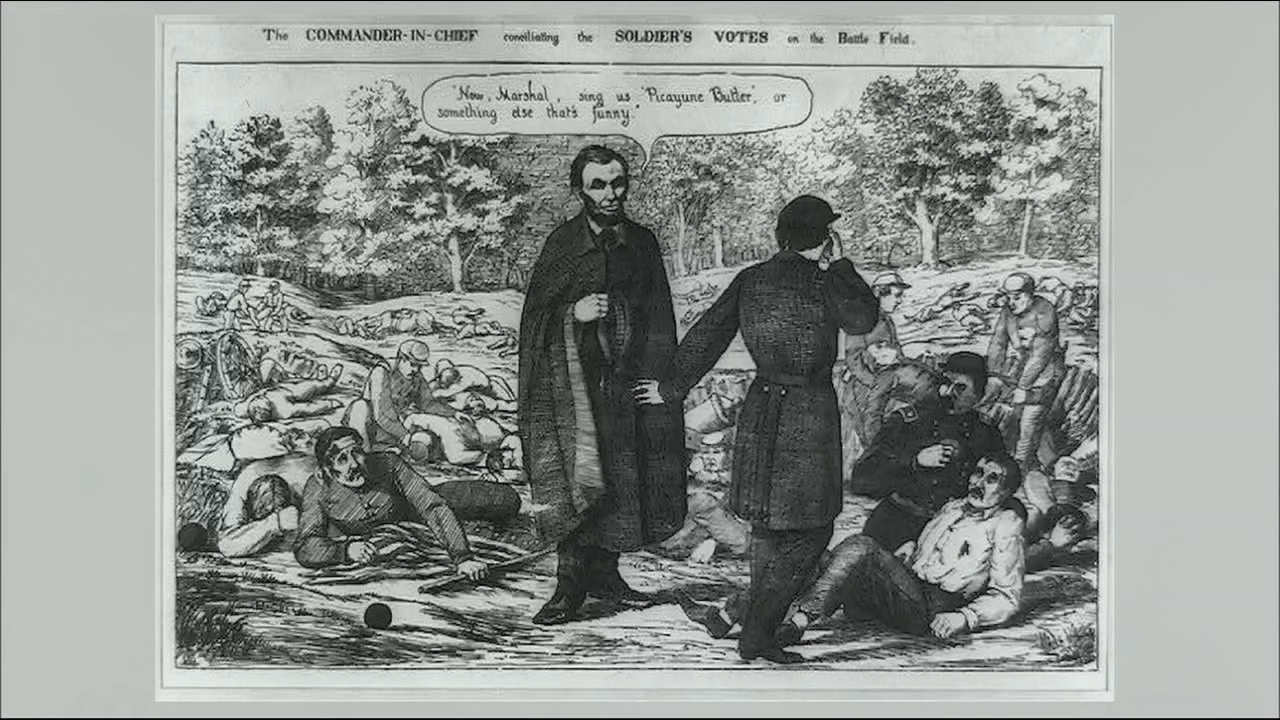 The COMMANDER-IN-CHIEF conciliating the SOLDIER'S VOTES on the Battle Field.
"Now, Marshal, sing us 'Picayune Butler', or
something else that's funny."